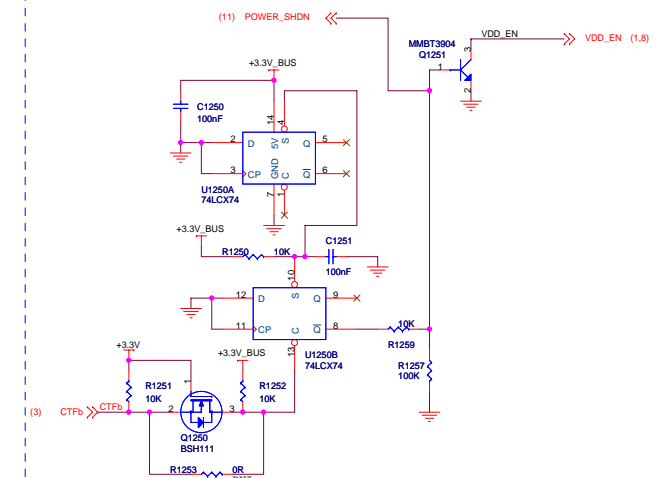 (11) POWER_SHDN
VDD_EN
VDD_EN (1,8)
MMBT3904
Q1251
1
3
2
+3.3V_BUS
C1250
100nF
14
4
2
D
5V
S
Q
5
3
CP
GND
C
Q
6
7
1
U1250A
74LCX74
+3.3V_BUS
R1250
10K
C1251
100nF
10
12
D
S
Q
9
11
CP
C
Q
8
13
U1250B
74LCX74
10K
R1259
R1257
100K
+3.3V
+3.3V_BUS
R1251
10K
1
R1252
10K
(3)
CTFb
CTFb
2
3
Q1250
BSH111
R1253
0R